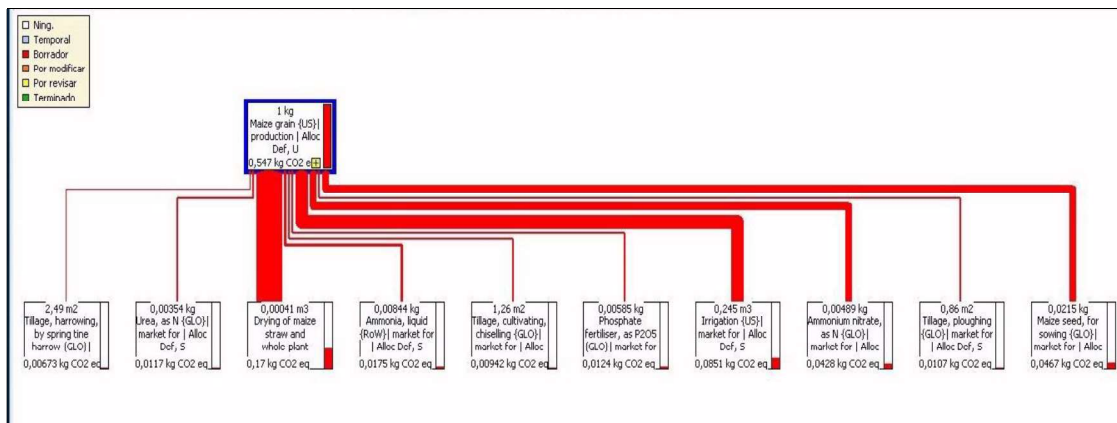 Ning.
Temporal
Borrador
Por modificar
Por revisar
Terminado
1 kg
Maize grain {US}|
production | Alloc
Def, U
0,547 kg CO2 e
2,49 m2
Tillage, harrowing,
by spring tine
harrow {GLO}|
0,00673 kg CO2 eq
0,00354 kg
Urea, as N {GLO}|
market for | Alloc
Def, S
0,0117 kg CO2 eq
0,00041 m3
Drying of maize
straw and
whole plant
0,17 kg CO2 eq
0,00844 kg
Ammonia, liquid
{RoW}| market for
| Alloc Def, S
0,0175 kg CO2 eq
1,26 m2
Tillage, cultivating,
chiselling {GLO}|
market for | Alloc
0,00942 kg CO2 eq
0,00585 kg
Phosphate
fertiliser, as P2O5
{GLO}| market for
0,0124 kg CO2 eq
0,245 m3
Irrigation {US}|
market for | Alloc
Def, S
0,0851 kg CO2 eq
0,00489 kg
Ammonium nitrate,
as N {GLO}|
market for | Alloc
0,0428 kg CO2 eq
0,86 m2
Tillage, ploughing
{GLO}| market for
| Alloc Def, S
0,0107 kg CO2 eq
0,0215 kg
Maize seed, for
sowing {GLO}|
market for | Alloc
0,0467 kg CO2 eq